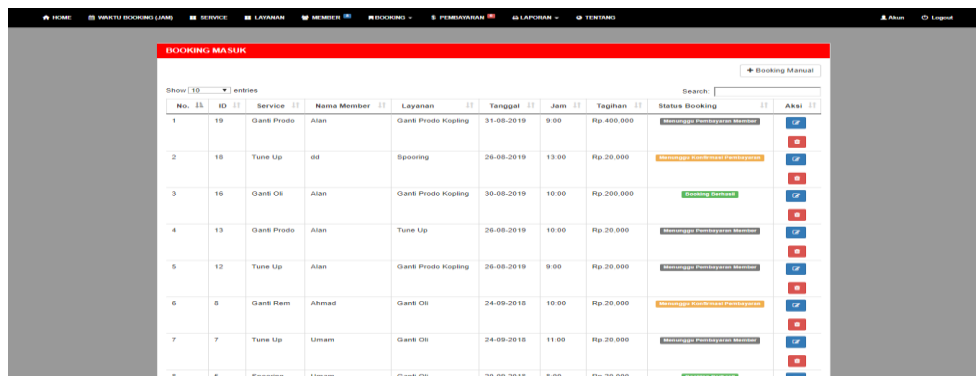 HOME WAKTU BOOKING (JAM) SERVICE LAYANAN MEMBER BOOKING PEMBAYARAN LAPORAN TENTANG Akun Logout
BOOKING MASUK
+ Booking Manual
Show 10 entries Search:
No. ID Service Nama Member Layanan Tanggal Jam Tagihan Status Booking Aksi
1 19 Ganti Prodo Alan Ganti Prodo Kopling 31-08-2019 9:00 Rp.400.000 Menunggu Pembayaran Member
2 18 Tune Up dd Spooring 26-08-2019 13:00 Rp.20.000 Menunggu Konfirmasi Pembayaran
3 16 Ganti Oli Alan Ganti Prodo Kopling 30-08-2019 10:00 Rp.200.000 Booking Berhasil
4 13 Ganti Prodo Alan Tune Up 26-08-2019 10:00 Rp.20.000 Menunggu Pembayaran Member
5 12 Tune Up Alan Ganti Prodo Kopling 26-08-2019 9:00 Rp.20.000 Menunggu Pembayaran Member
6 8 Ganti Rem Ahmad Ganti Oli 24-09-2018 10:00 Rp.20.000 Menunggu Konfirmasi Pembayaran
7 7 Tune Up Umam Ganti Oli 24-09-2018 11:00 Rp.20.000 Menunggu Pembayaran Member